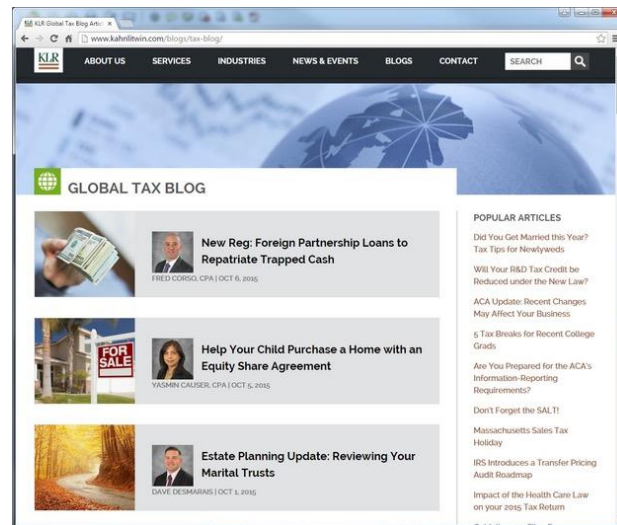 KLR Global Tax Blog Artic
www.kahnlitwin.com/blogs/tax-blog/
KLR
ABOUT US SERVICES INDUSTRIES NEWS & EVENTS BLOGS CONTACT SEARCH
GLOBAL TAX BLOG
New Reg: Foreign Partnership Loans to
Repatriate Trapped Cash
FRED CORSO, CPA | OCT 6, 2015
FOR
SALE
Help Your Child Purchase a Home with an
Equity Share Agreement
YASMIN CAUSER, CPA | OCT 5, 2015
Estate Planning Update: Reviewing Your
Marital Trusts
DAVE DESMARAIS | OCT 1, 2015
POPULAR ARTICLES
Did You Get Married this Year?
Tax Tips for Newlyweds
Will Your R&D Tax Credit be
Reduced under the New Law?
ACA Update: Recent Changes
May Affect Your Business
5 Tax Breaks for Recent College
Grads
Are You Prepared for the ACA's
Information-Reporting
Requirements?
Don't Forget the SALT!
Massachusetts Sales Tax
Holiday
IRS Introduces a Transfer Pricing
Audit Roadmap
Impact of the Health Care Law
on your 2015 Tax Return